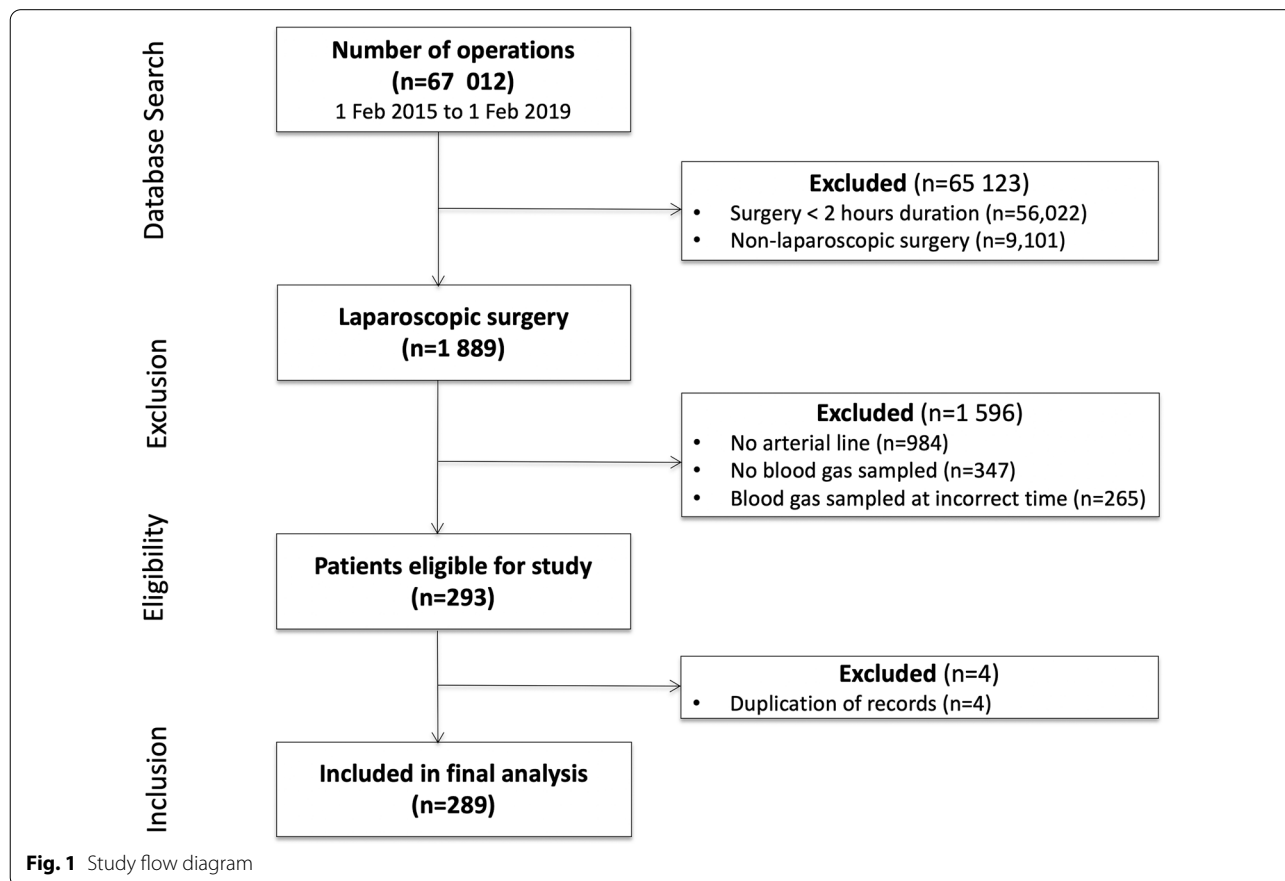 Database Search
Number of operations
(n=67 012)
1 Feb 2015 to 1 Feb 2019
Excluded (n=65 123)
• Surgery < 2 hours duration (n=56,022)
• Non-laparoscopic surgery (n=9,101)
Exclusion
Laparoscopic surgery
(n=1 889)
Excluded (n=1 596)
• No arterial line (n=984)
• No blood gas sampled (n=347)
• Blood gas sampled at incorrect time (n=265)
Eligibility
Patients eligible for study
(n=293)
Excluded (n=4)
• Duplication of records (n=4)
Inclusion
Included in final analysis
(n=289)
Fig. 1 Study flow diagram